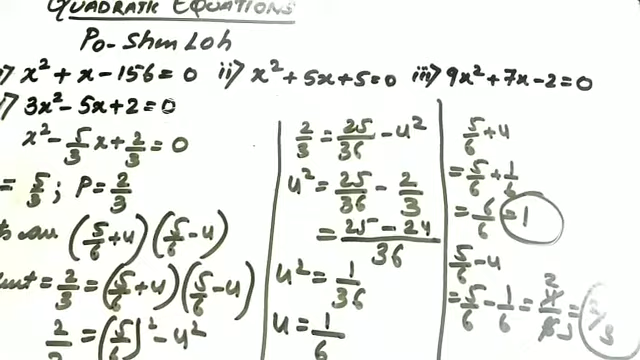 QUADRATIC EQUATIONS
Po-Shen Loh
i) x² + x - 156 = 0 ii) x² + 5x + 5 = 0 iii) 9x² + 7x - 2 = 0
) 3x² - 5x + 2 = 0
x² - 5/3 x + 2/3 = 0
= 5/3 ; P = 2/3
(5/6 + u) (5/6 - u)
= 2/3 = (5/6 + u) (5/6 - u)
= (5/6)² - u²
2/3 = 25/36 - u²
u² = 25/36 - 2/3
= 25 - 24 / 36
u² = 1/36
u = 1/6
5/6 + u
= 5/6 + 1/6
= 6/6 = 1
5/6 - u
= 5/6 - 1/6 = 4/6 = 2/3